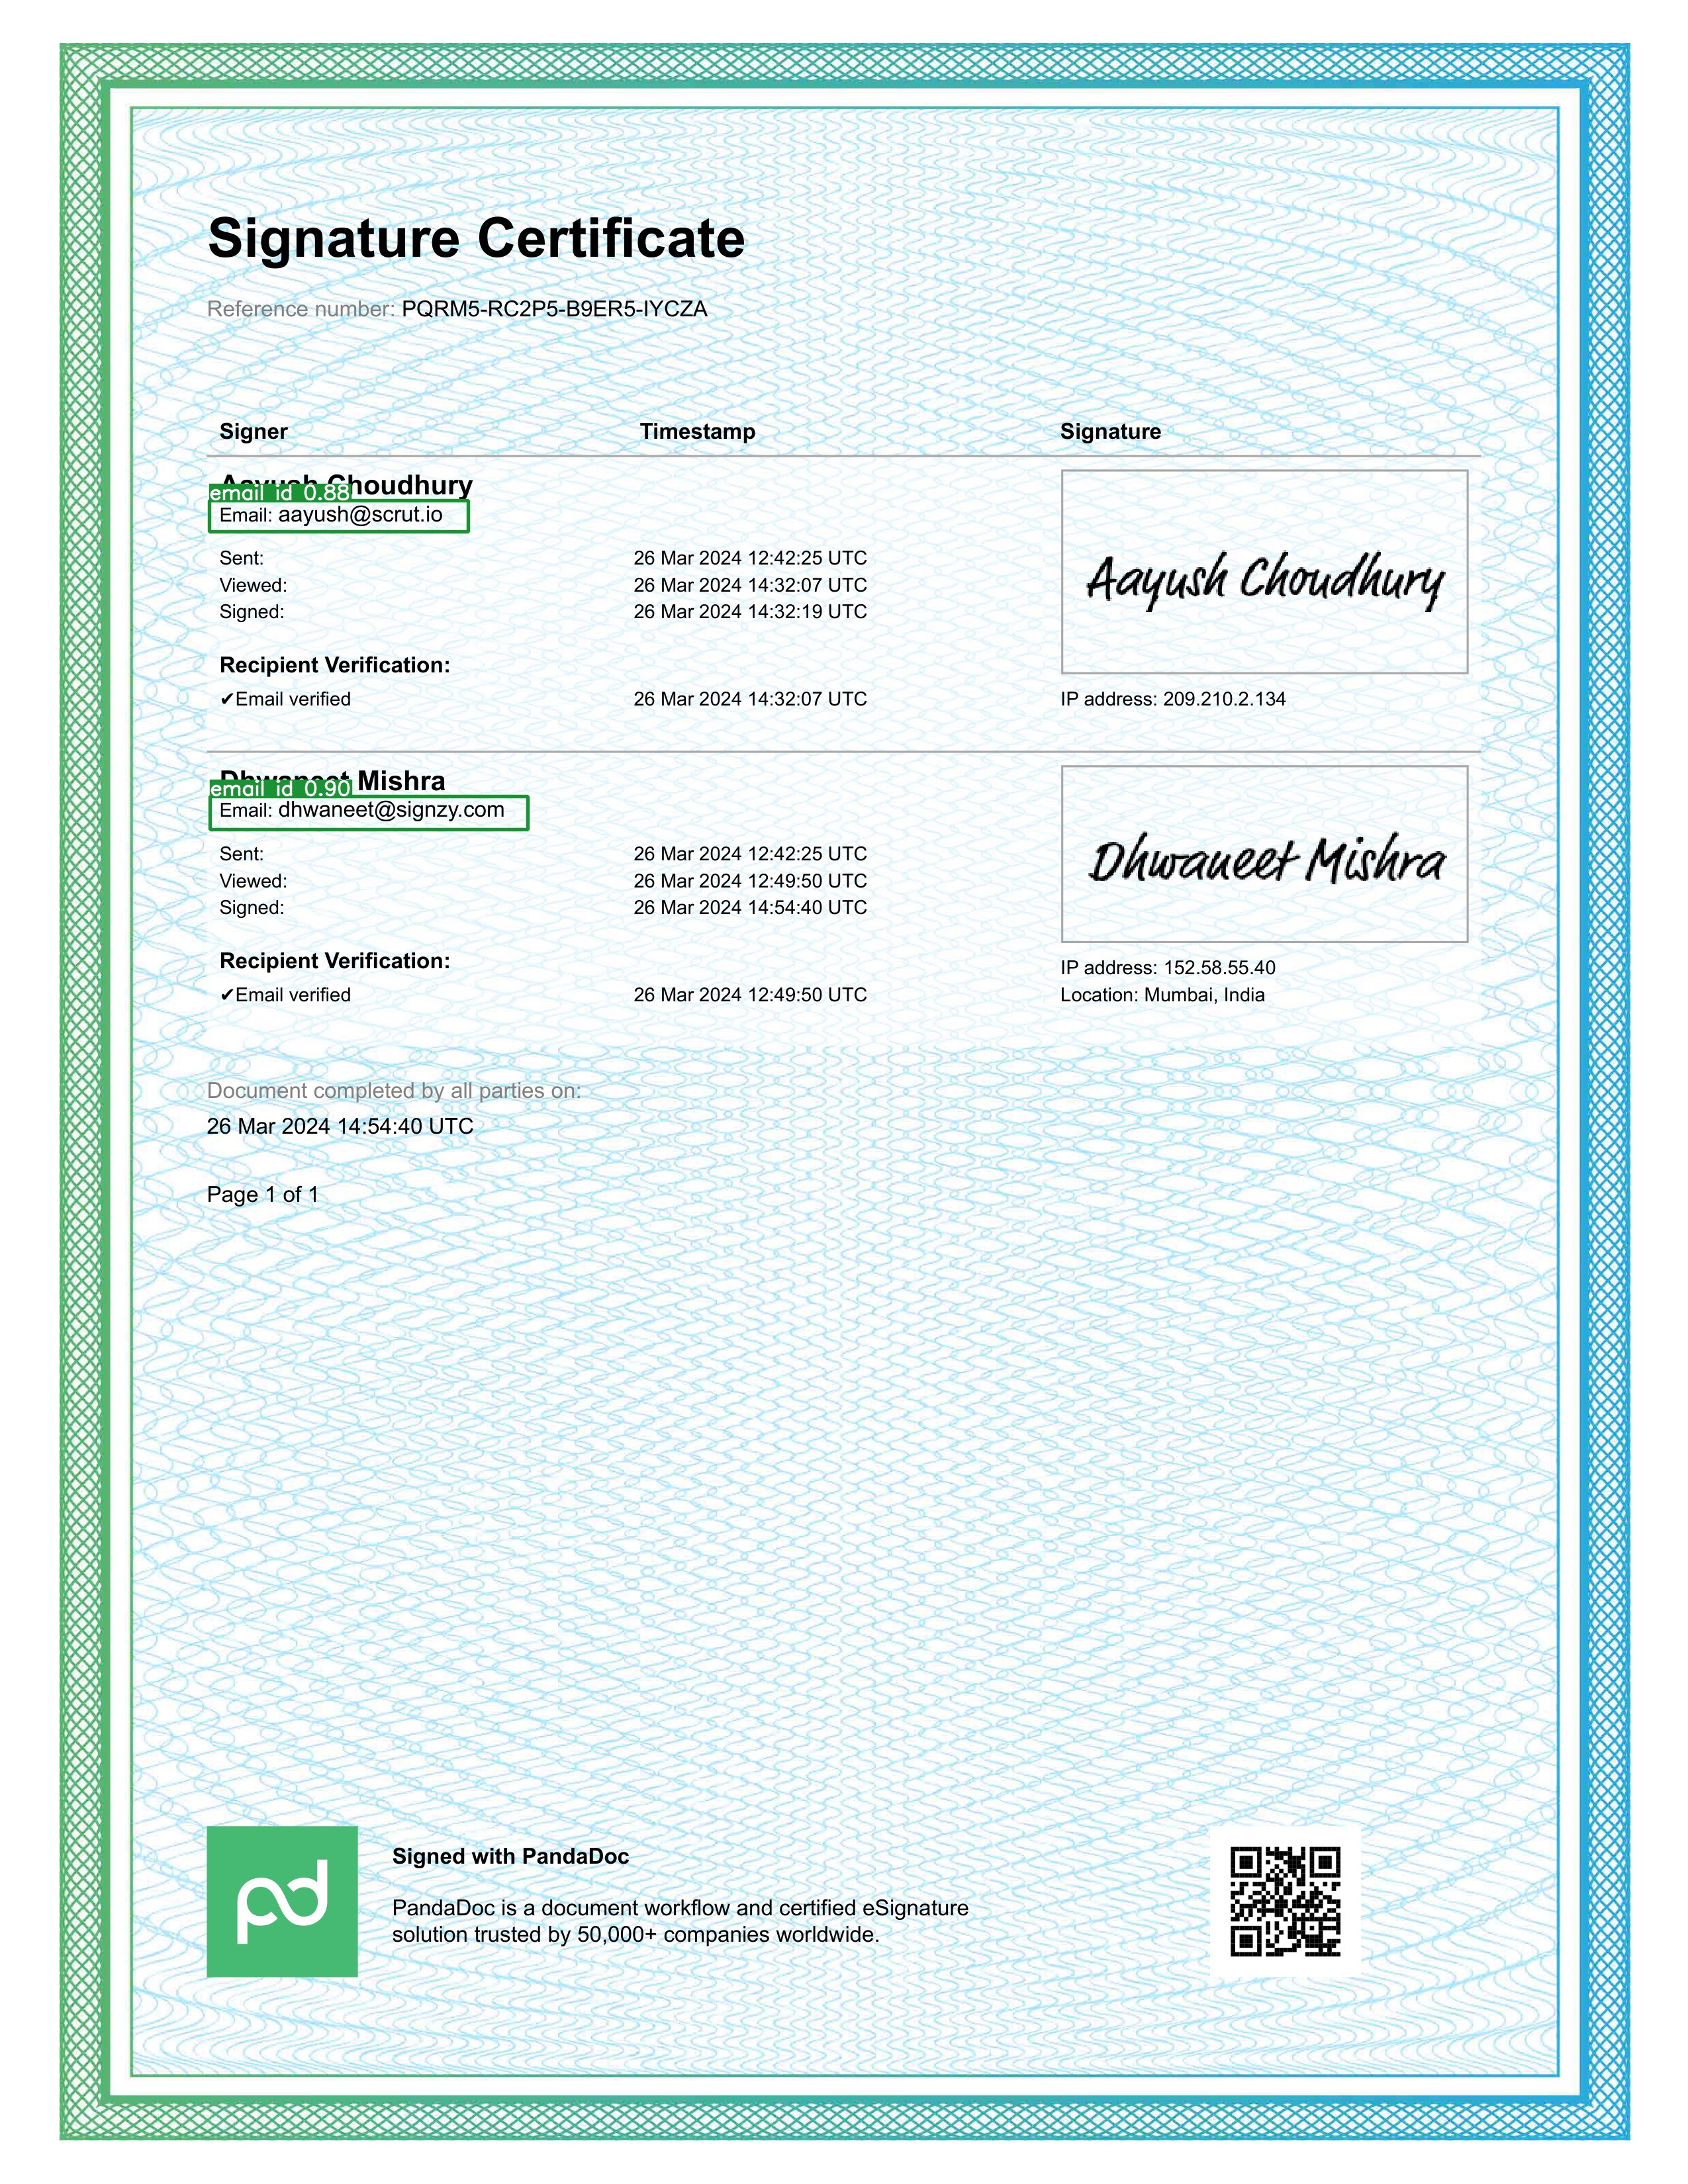 Signature Certificate
Reference number: PQRM5-RC2P5-B9ER5-IYCZA
Signer Timestamp Signature
Aayush Choudhury
email id 0.88
Email: aayush@scrut.io
Sent: 26 Mar 2024 12:42:25 UTC
Viewed: 26 Mar 2024 14:32:07 UTC
Signed: 26 Mar 2024 14:32:19 UTC
Aayush Choudhury
Recipient Verification:
✔Email verified 26 Mar 2024 14:32:07 UTC IP address: 209.210.2.134
Dhwaneet Mishra
email id 0.90
Email: dhwaneet@signzy.com
Sent: 26 Mar 2024 12:42:25 UTC
Viewed: 26 Mar 2024 12:49:50 UTC
Signed: 26 Mar 2024 14:54:40 UTC
Dhwaneet Mishra
Recipient Verification:
IP address: 152.58.55.40
✔Email verified 26 Mar 2024 12:49:50 UTC Location: Mumbai, India
Document completed by all parties on:
26 Mar 2024 14:54:40 UTC
Page 1 of 1
pd
Signed with PandaDoc
PandaDoc is a document workflow and certified eSignature
solution trusted by 50,000+ companies worldwide.